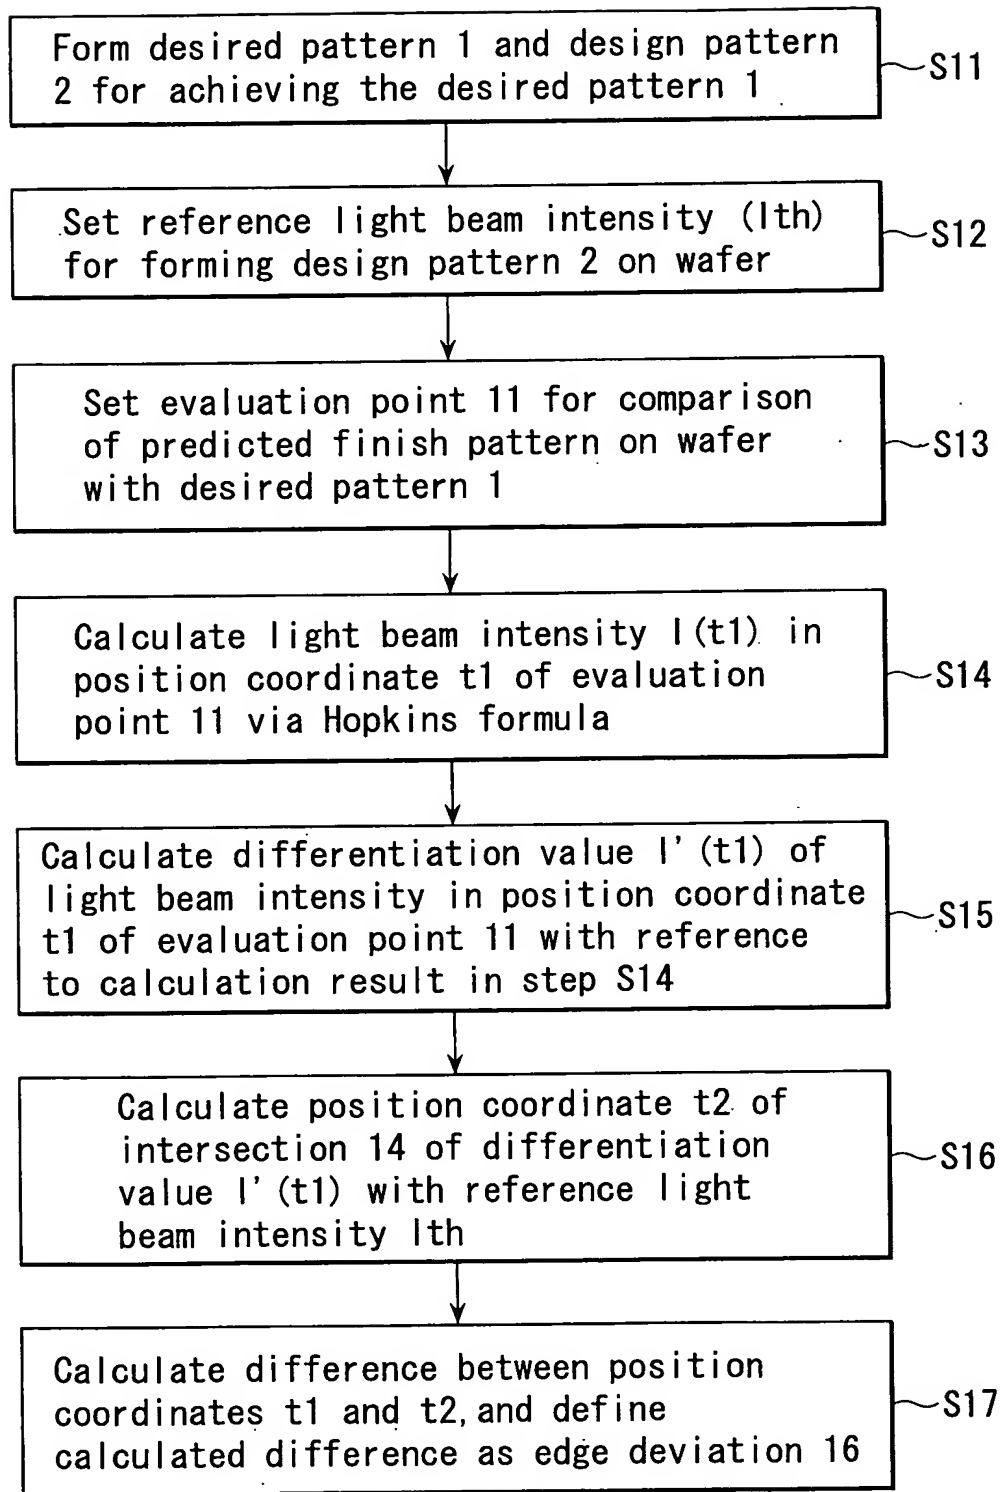 Form desired pattern 1 and design pattern
2 for achieving the desired pattern 1
S11
Set reference light beam intensity (Ith)
for forming design pattern 2 on wafer
S12
Set evaluation point 11 for comparison
of predicted finish pattern on wafer
with desired pattern 1
S13
Calculate light beam intensity I(t1) in
position coordinate t1 of evaluation
point 11 via Hopkins formula
S14
Calculate differentiation value I'(t1) of
light beam intensity in position coordinate
t1 of evaluation point 11 with reference
to calculation result in step S14
S15
Calculate position coordinate t2 of
intersection 14 of differentiation
value I'(t1) with reference light
beam intensity Ith
S16
Calculate difference between position
coordinates t1 and t2, and define
calculated difference as edge deviation 16
S17